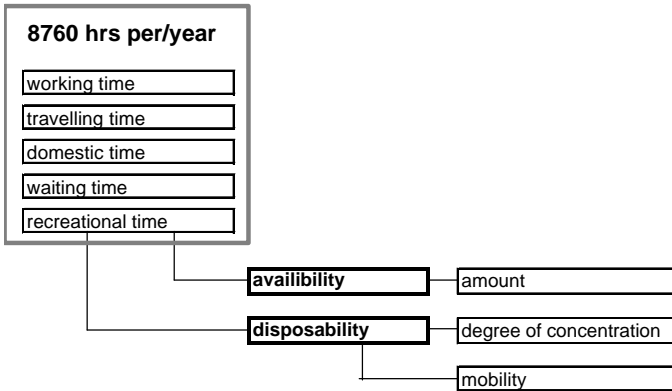 8760 hrs per/year
working time
travelling time
domestic time
waiting time
recreational time
availibility
amount
disposability
degree of concentration
mobility